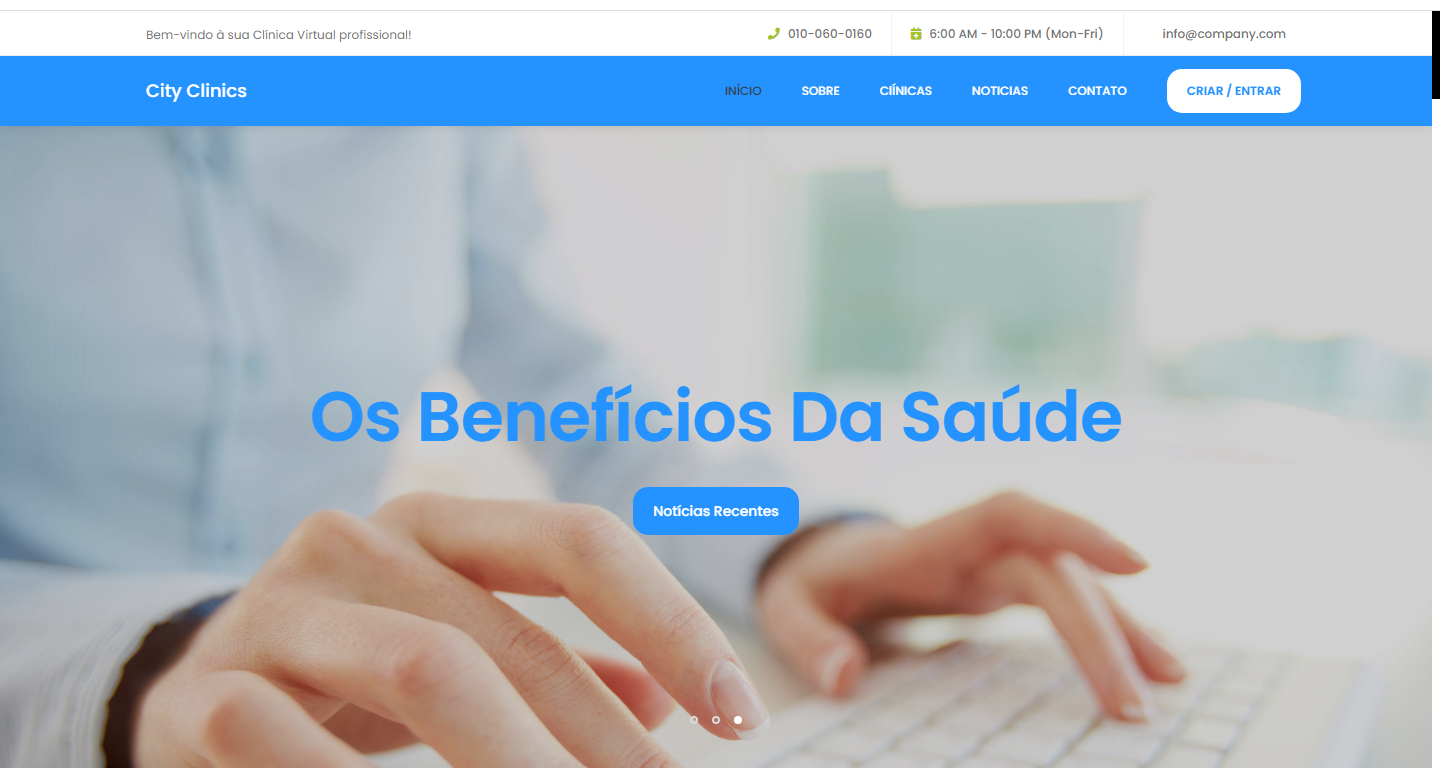 Bem-vindo à sua Clínica Virtual profissional!
010-060-0160
6:00 AM - 10:00 PM (Mon-Fri)
info@company.com
City Clinics
INÍCIO
SOBRE
ClÍNICAS
NOTICIAS
CONTATO
CRIAR / ENTRAR
Os Benefícios Da Saúde
Notícias Recentes